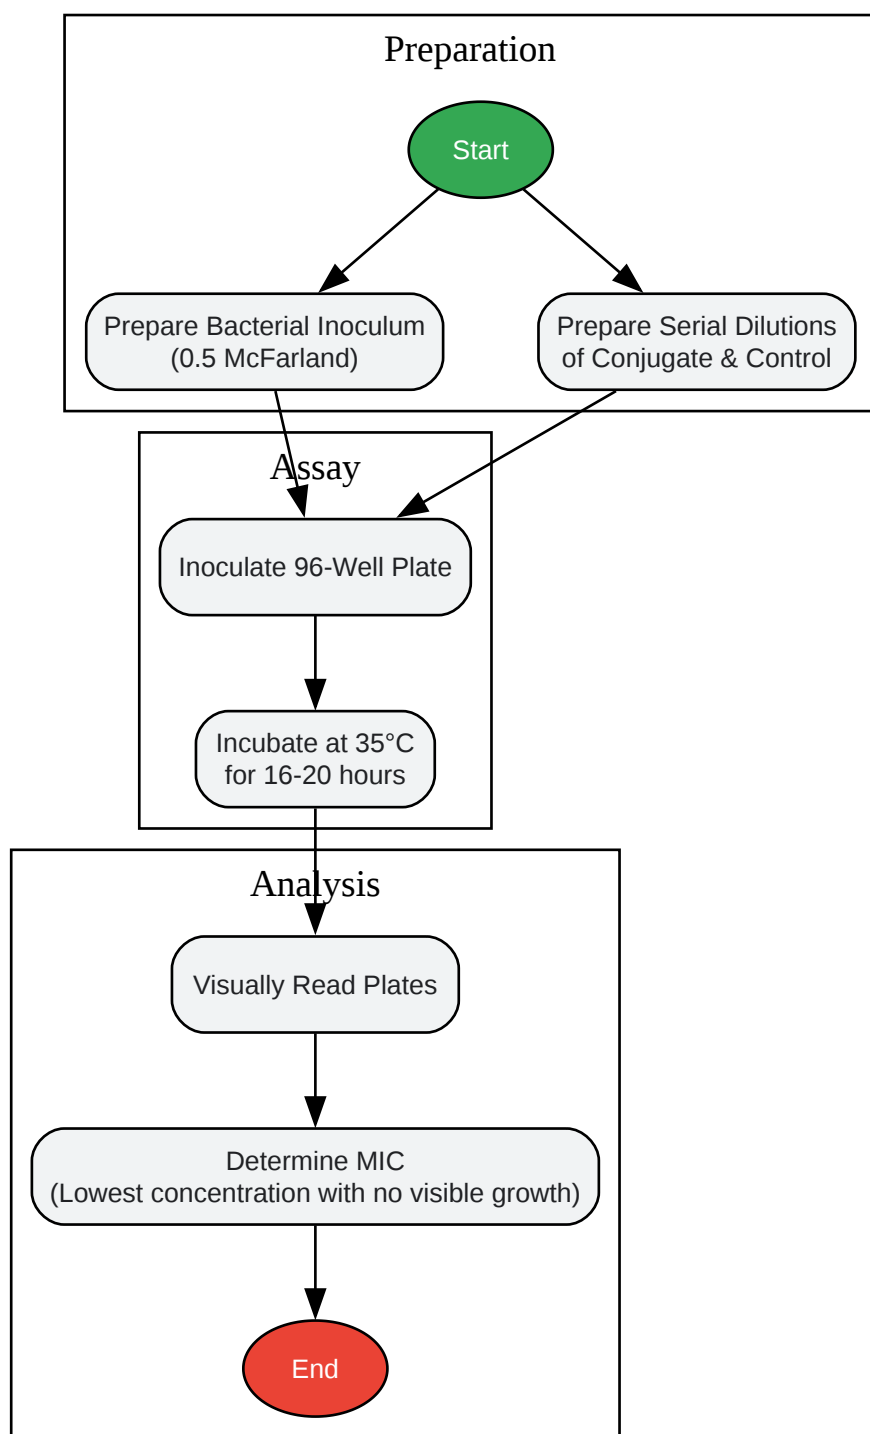 Preparation
Start
Prepare Bacterial Inoculum
(0.5 McFarland)
Prepare Serial Dilutions
of Conjugate & Control
Assay
Inoculate 96-Well Plate
Incubate at 35°C
for 16-20 hours
Analysis
Visually Read Plates
Determine MIC
(Lowest concentration with no visible growth)
End